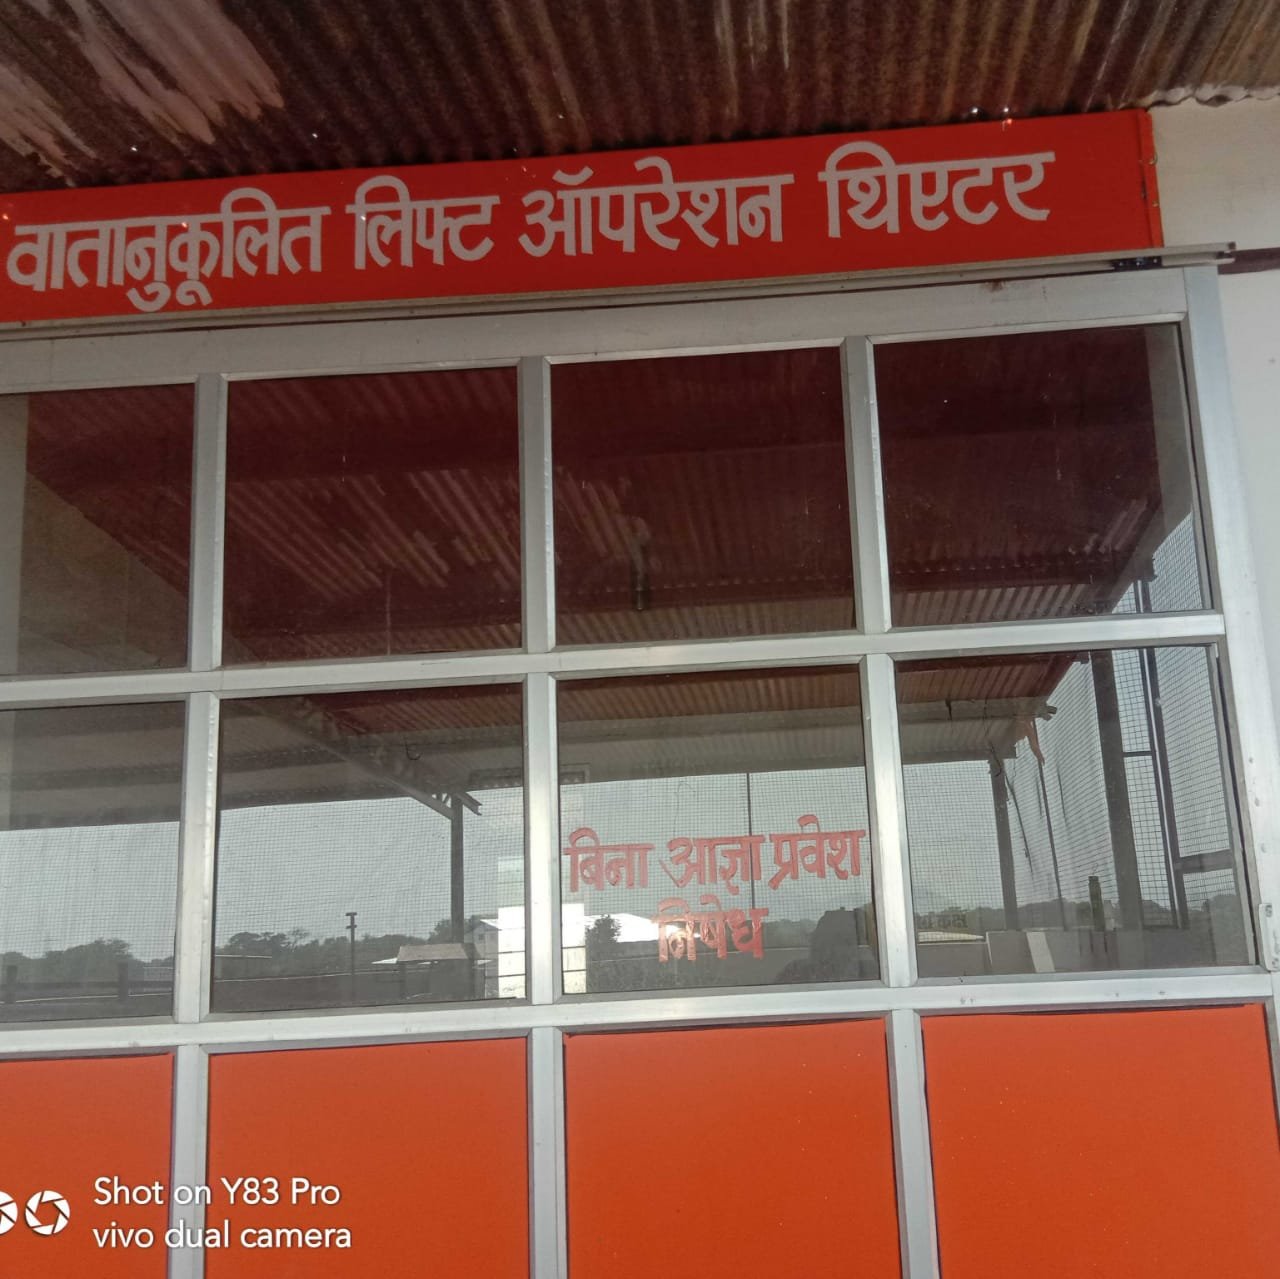 वातानुकूलित लिफ्ट ऑपरेशन थिएटर
बिना आज्ञा प्रवेश
निषेध
Shot on Y83 Pro
vivo dual camera